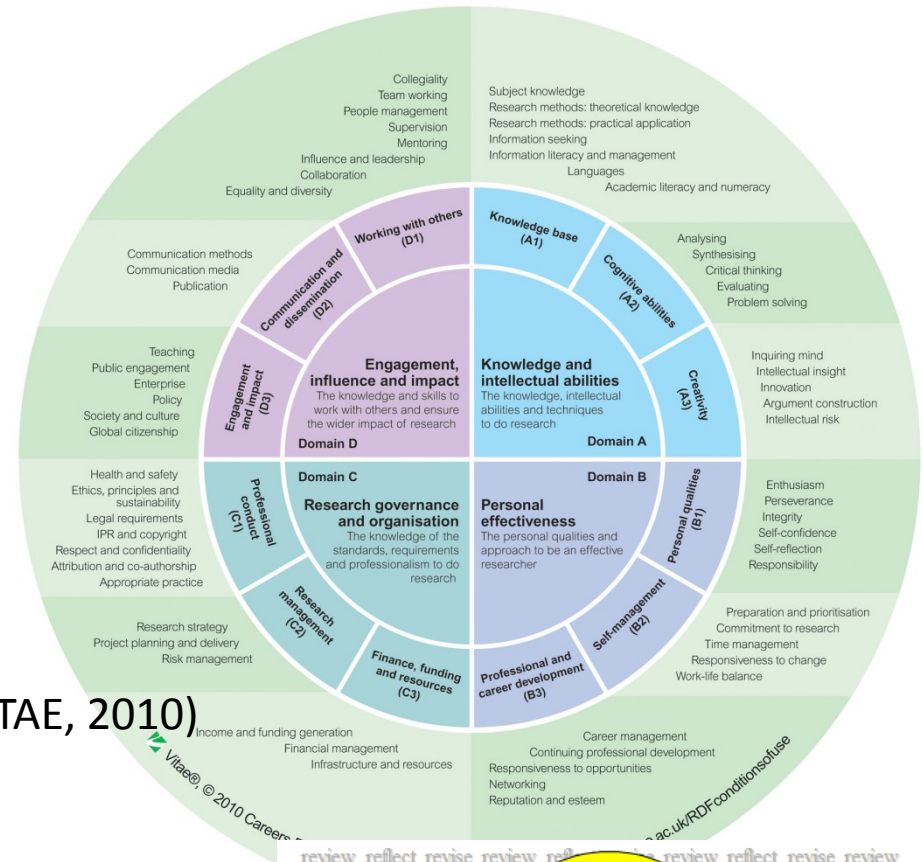 Collegiality
Team working
People management
Supervision
Mentoring
Influence and leadership
Collaboration
Equality and diversity
Subject knowledge
Research methods: theoretical knowledge
Research methods: practical application
Information seeking
Information literacy and management
Languages
Academic literacy and numeracy
Communication methods
Communication media
Publication
Analysing
Synthesising
Critical thinking
Evaluating
Problem solving
Teaching
Public engagement
Enterprise
Policy
Society and culture
Global citizenship
Inquiring mind
Intellectual insight
Innovation
Argument construction
Intellectual risk
Working with others
(D1)
Communication and
dissemination
(D2)
Engagement
and impact
(D3)
Knowledge base
(A1)
Cognitive abilities
(A2)
Creativity
(A3)
Engagement,
influence and impact
The knowledge and skills to
work with others and ensure
the wider impact of research
Domain D
Knowledge and
intellectual abilities
The knowledge, intellectual
abilities and techniques
to do research
Domain A
Domain C
Research governance
and organisation
The knowledge of the
standards, requirements
and professionalism to do
research
Domain B
Personal
effectiveness
The personal qualities and
approach to be an effective
researcher
Professional
conduct
(C1)
Research
management
(C2)
Finance, funding
and resources
(C3)
Personal qualities
(B1)
Self-management
(B2)
Professional and
career development
(B3)
Health and safety
Ethics, principles and
sustainability
Legal requirements
IPR and copyright
Respect and confidentiality
Attribution and co-authorship
Appropriate practice
Enthusiasm
Perseverance
Integrity
Self-confidence
Self-reflection
Responsibility
Research strategy
Project planning and delivery
Risk management
Preparation and prioritisation
Commitment to research
Time management
Responsiveness to change
Work-life balance
TAE, 2010)
Income and funding generation
Financial management
Infrastructure and resources
Career management
Continuing professional development
Responsiveness to opportunities
Networking
Reputation and esteem
Vitae®, © 2010 Careers
ac.uk/RDFconditionsofuse
review reflect revise review review reflect revise review